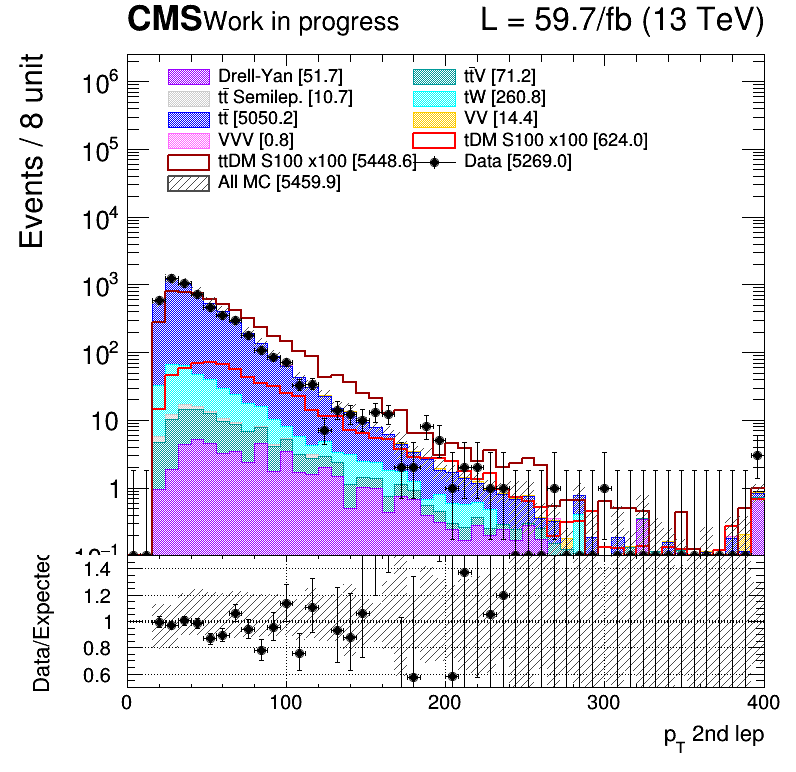 CMS Work in progress L = 59.7/fb (13 TeV)
Events / 8 unit
10⁶
10⁵
10⁴
10³
10²
10
1
10⁻¹
Drell-Yan [51.7]
tt̄V [71.2]
tt̄ Semilep. [10.7]
tW [260.8]
tt̄ [5050.2]
VV [14.4]
VVV [0.8]
tDM S100 x100 [624.0]
ttDM S100 x100 [5448.6]
Data [5269.0]
All MC [5459.9]
Data/Expected
1.4
1.2
1
0.8
0.6
0 100 200 300 400
p_T 2nd lep